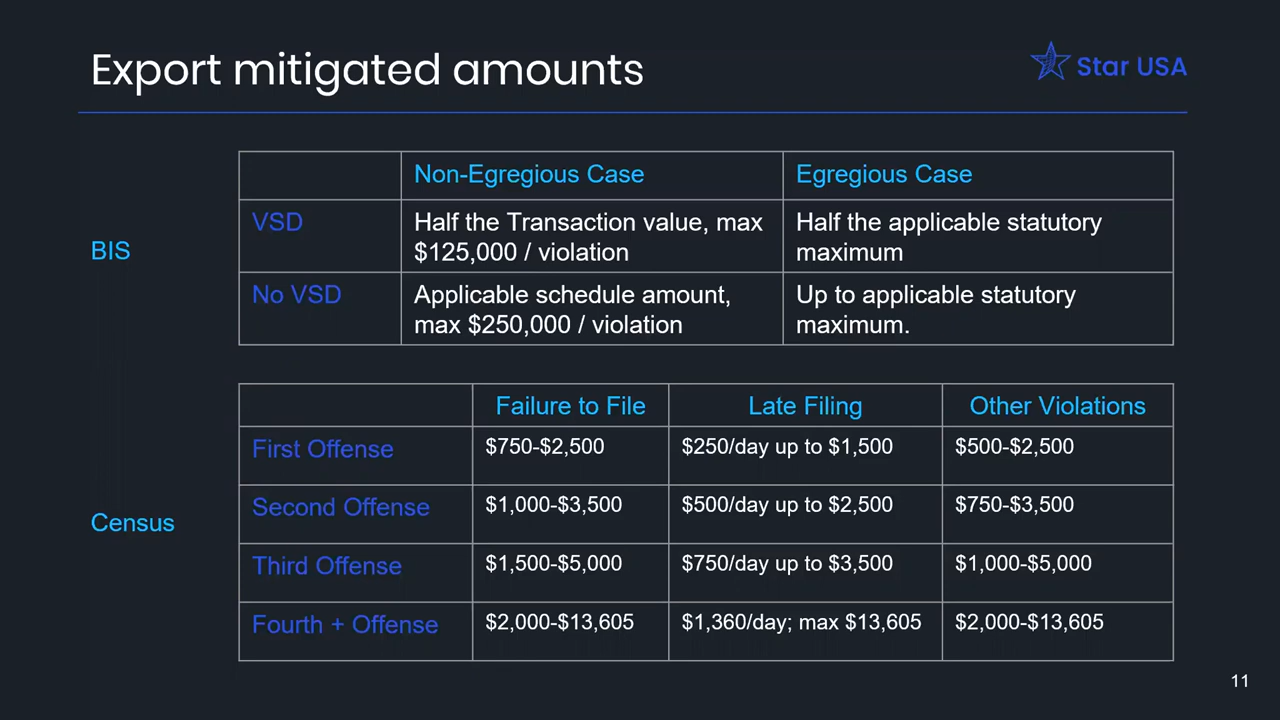 Export mitigated amounts
Star USA
BIS
Non-Egregious Case
Egregious Case
VSD
Half the Transaction value, max
$125,000 / violation
Half the applicable statutory
maximum
No VSD
Applicable schedule amount,
max $250,000 / violation
Up to applicable statutory
maximum.
Census
Failure to File
Late Filing
Other Violations
First Offense
$750-$2,500
$250/day up to $1,500
$500-$2,500
Second Offense
$1,000-$3,500
$500/day up to $2,500
$750-$3,500
Third Offense
$1,500-$5,000
$750/day up to $3,500
$1,000-$5,000
Fourth + Offense
$2,000-$13,605
$1,360/day; max $13,605
$2,000-$13,605
11